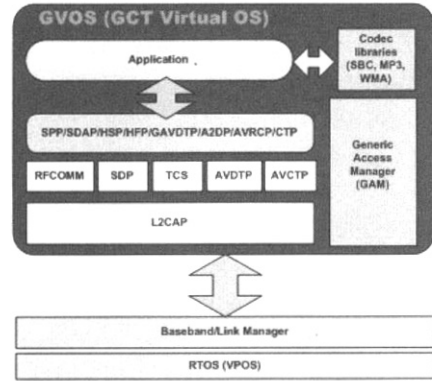 GVOS (GCT Virtual OS)
Application
Codec
libraries
(SBC, MP3,
WMA)
SPP/SDAP/HSP/HFP/GAVDTP/A2DP/AVRCP/CTP
RFCOMM
SDP
TCS
AVDTP
AVCTP
Generic
Access
Manager
(GAM)
L2CAP
Baseband/Link Manager
RTOS (VPOS)